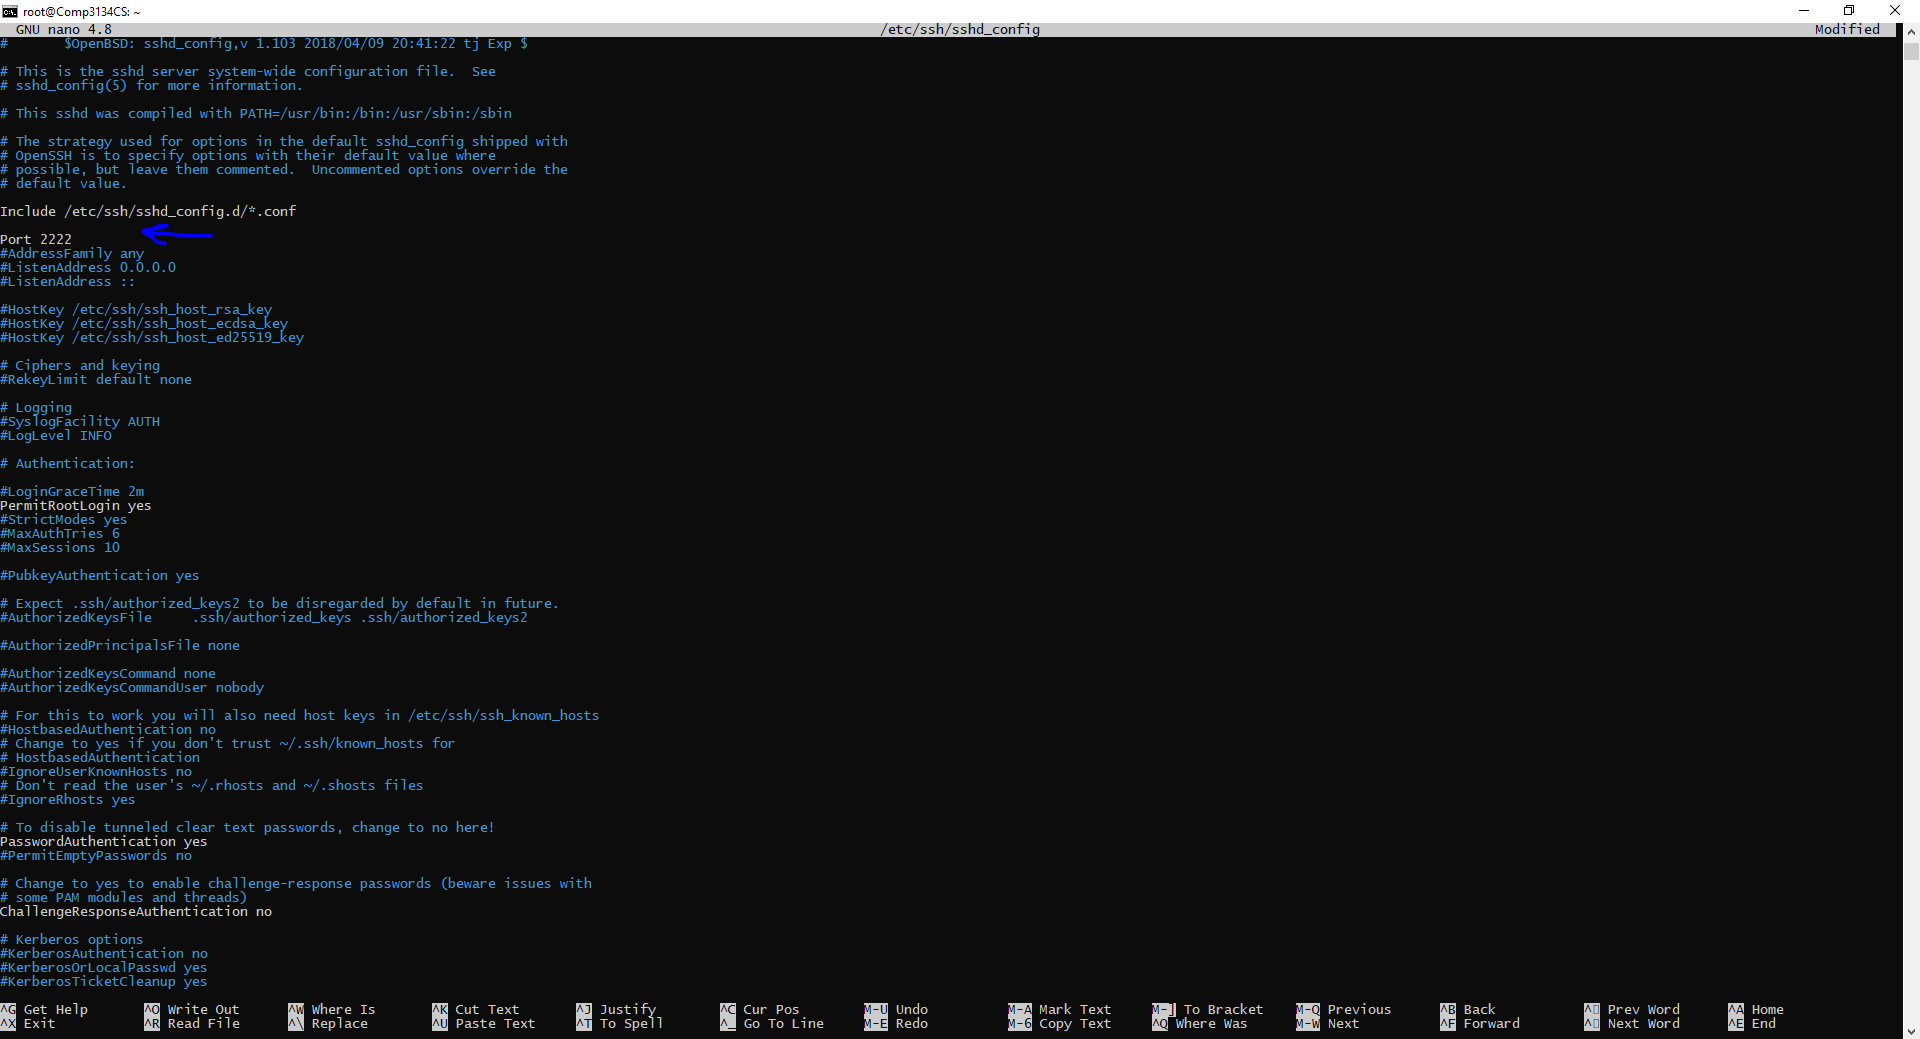 root@Comp3134CS: ~
GNU nano 4.8 /etc/ssh/sshd_config Modified
#       $OpenBSD: sshd_config,v 1.103 2018/04/09 20:41:22 tj Exp $
# This is the sshd server system-wide configuration file.  See
# sshd_config(5) for more information.
# This sshd was compiled with PATH=/usr/bin:/bin:/usr/sbin:/sbin
# The strategy used for options in the default sshd_config shipped with
# OpenSSH is to specify options with their default value where
# possible, but leave them commented.  Uncommented options override the
# default value.
Include /etc/ssh/sshd_config.d/*.conf
Port 2222
#AddressFamily any
#ListenAddress 0.0.0.0
#ListenAddress ::
#HostKey /etc/ssh/ssh_host_rsa_key
#HostKey /etc/ssh/ssh_host_ecdsa_key
#HostKey /etc/ssh/ssh_host_ed25519_key
# Ciphers and keying
#RekeyLimit default none
# Logging
#SyslogFacility AUTH
#LogLevel INFO
# Authentication:
#LoginGraceTime 2m
PermitRootLogin yes
#StrictModes yes
#MaxAuthTries 6
#MaxSessions 10
#PubkeyAuthentication yes
# Expect .ssh/authorized_keys2 to be disregarded by default in future.
#AuthorizedKeysFile     .ssh/authorized_keys .ssh/authorized_keys2
#AuthorizedPrincipalsFile none
#AuthorizedKeysCommand none
#AuthorizedKeysCommandUser nobody
# For this to work you will also need host keys in /etc/ssh/ssh_known_hosts
#HostbasedAuthentication no
# Change to yes if you don't trust ~/.ssh/known_hosts for
# HostbasedAuthentication
#IgnoreUserKnownHosts no
# Don't read the user's ~/.rhosts and ~/.shosts files
#IgnoreRhosts yes
# To disable tunneled clear text passwords, change to no here!
PasswordAuthentication yes
#PermitEmptyPasswords no
# Change to yes to enable challenge-response passwords (beware issues with
# some PAM modules and threads)
ChallengeResponseAuthentication no
# Kerberos options
#KerberosAuthentication no
#KerberosOrLocalPasswd yes
#KerberosTicketCleanup yes
^G Get Help ^O Write Out ^W Where Is ^K Cut Text ^J Justify ^C Cur Pos M-U Undo M-A Mark Text M-] To Bracket M-Q Previous ^B Back ^ Prev Word ^A Home
^X Exit ^R Read File ^\ Replace ^U Paste Text ^T To Spell ^_ Go To Line M-E Redo M-6 Copy Text ^Q Where Was M-W Next ^F Forward ^ Next Word ^E End